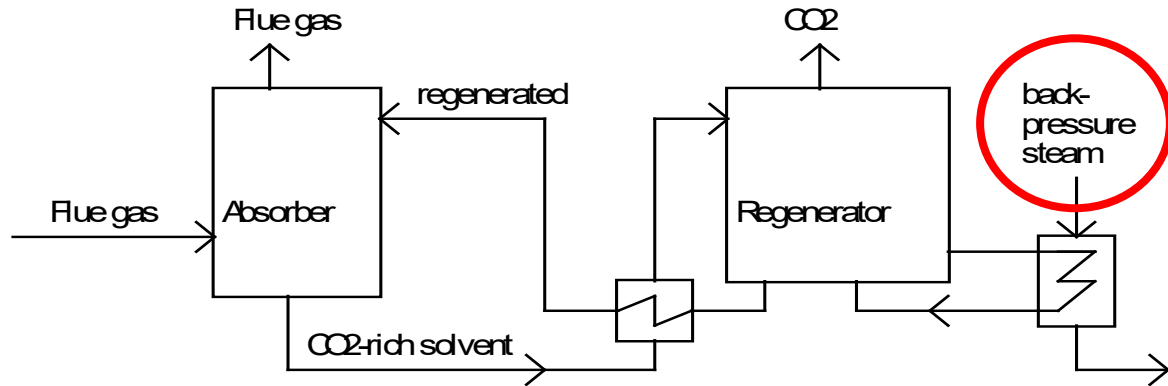 Flue gas
CO2
regenerated
back-
pressure
steam
Flue gas
Absorber
Regenerator
CO2-rich solvent